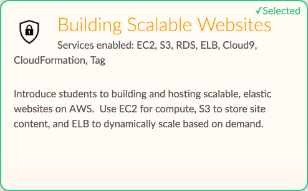 ✓Selected
Building Scalable Websites
Services enabled: EC2, S3, RDS, ELB, Cloud9,
CloudFormation, Tag
Introduce students to building and hosting scalable, elastic
websites on AWS. Use EC2 for compute, S3 to store site
content, and ELB to dynamically scale based on demand.